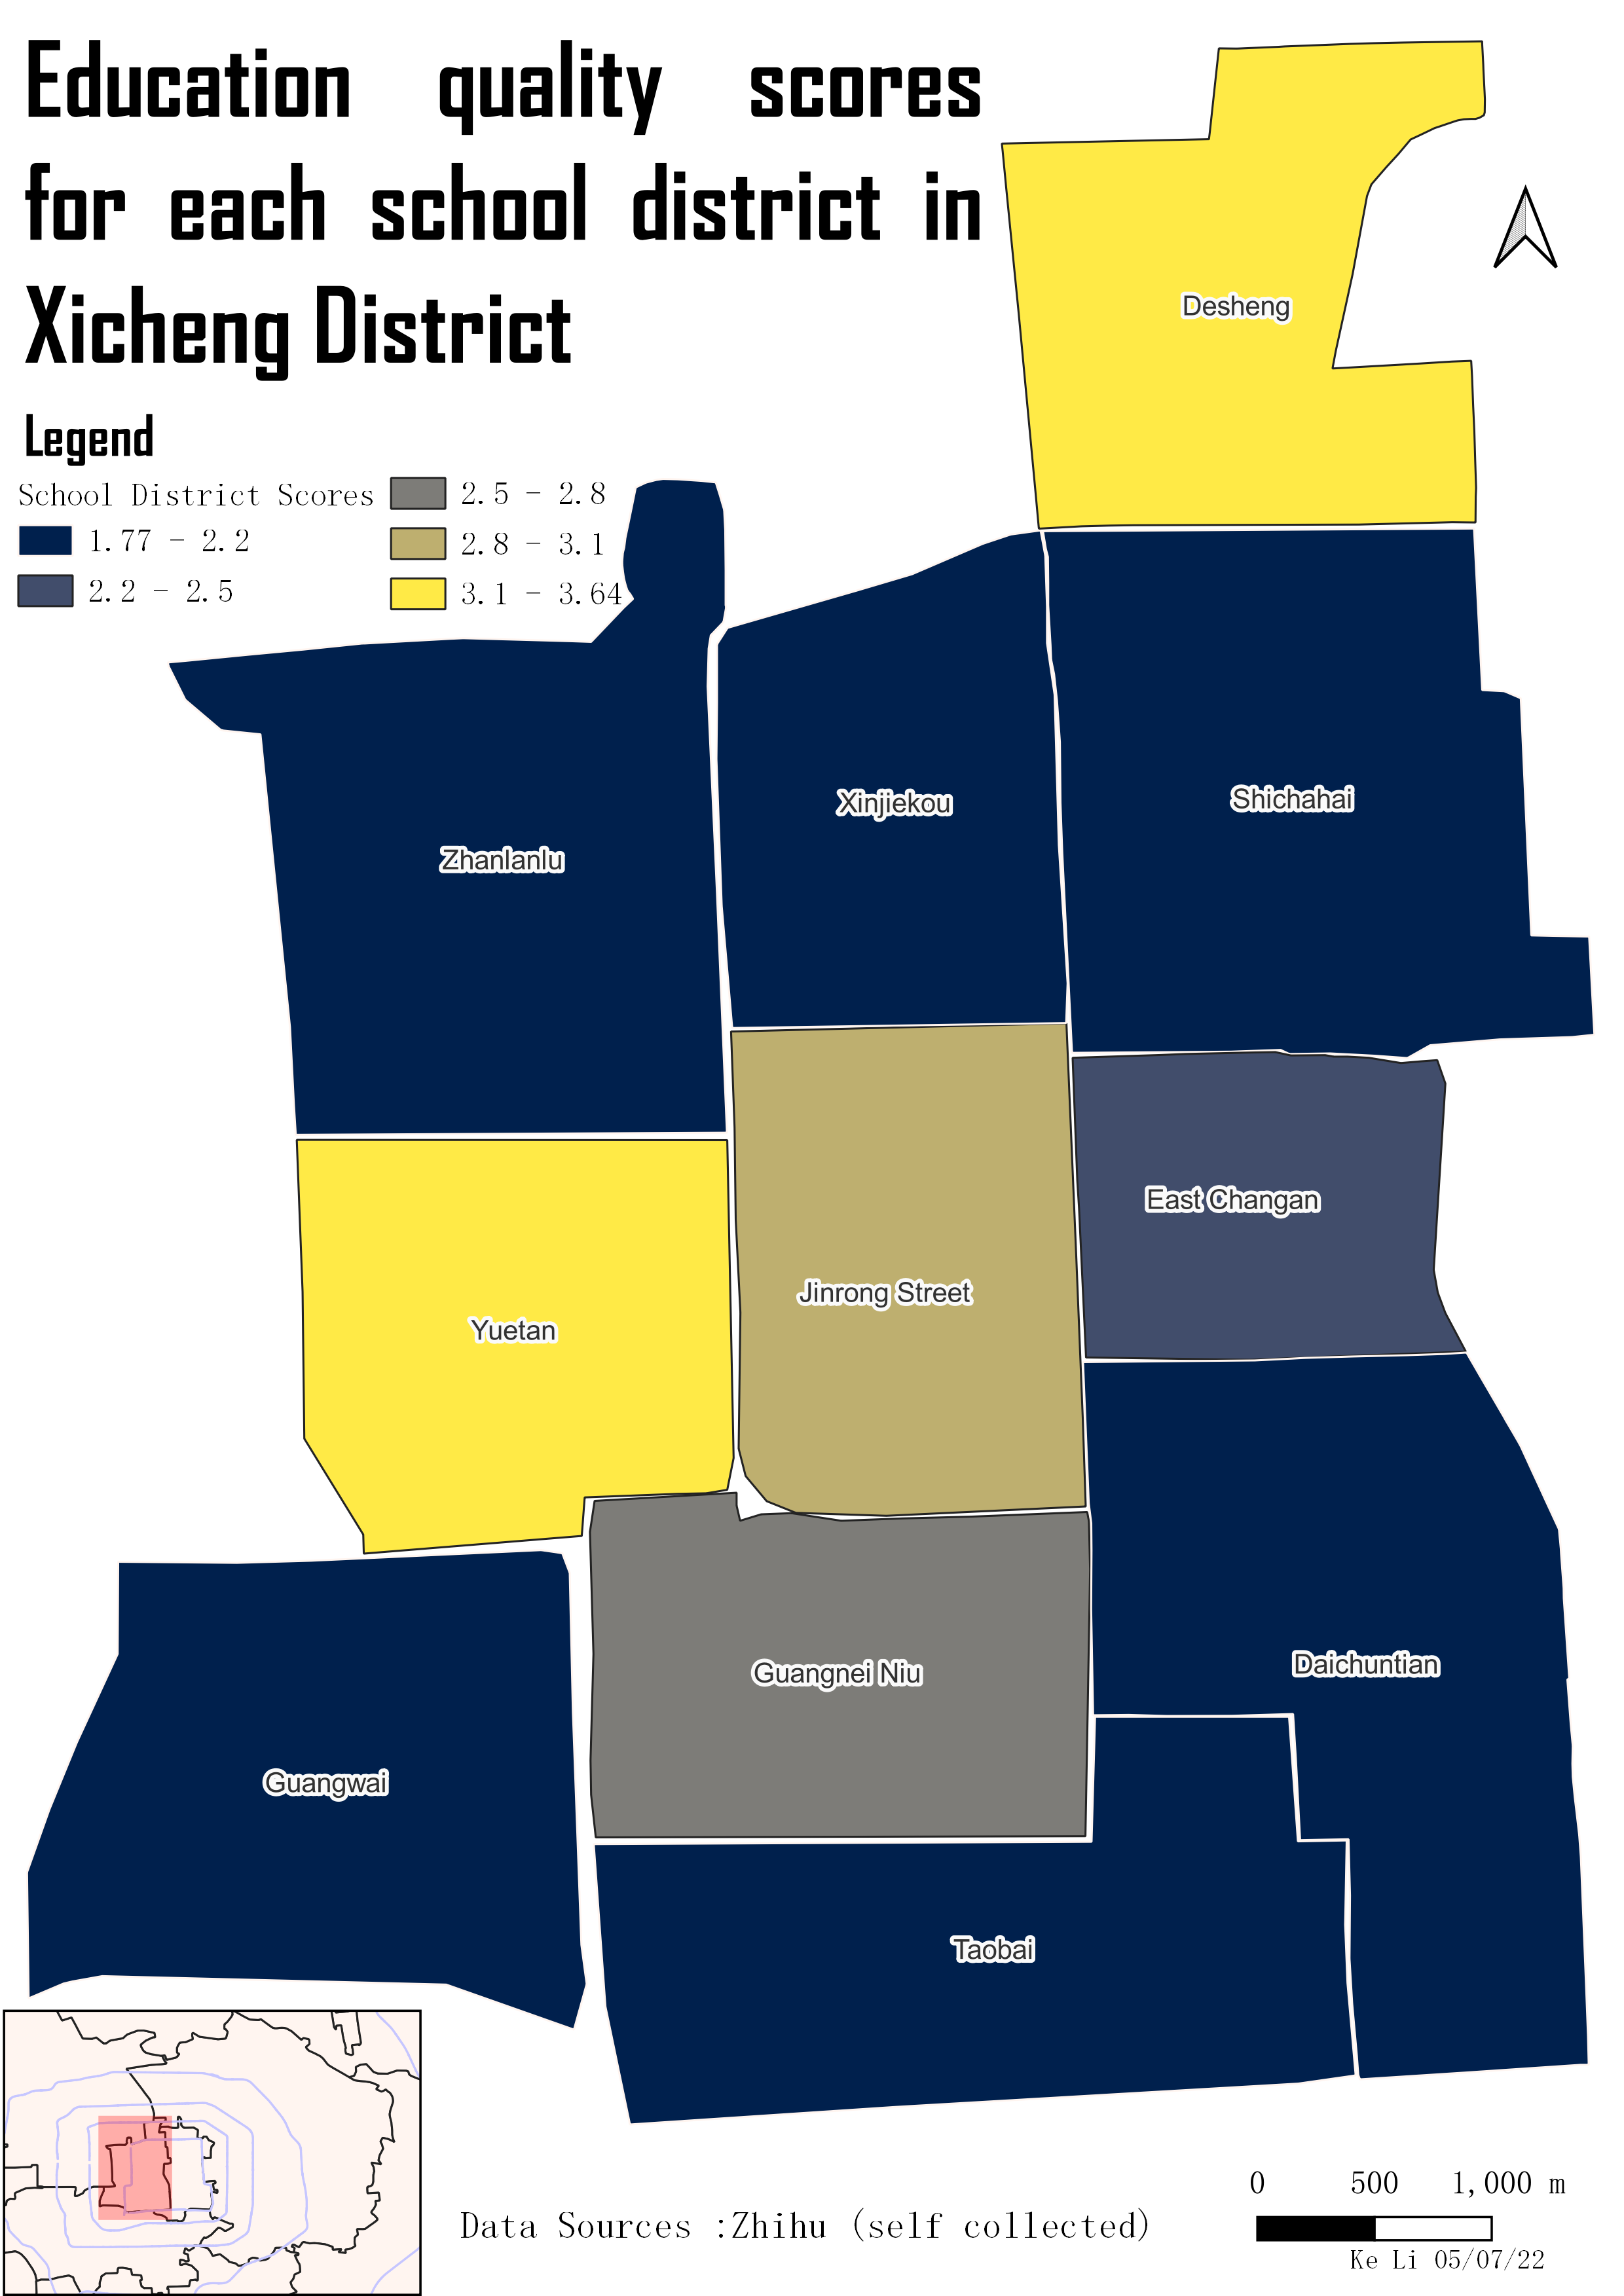 Education quality scores
for each school district in
Xicheng District
Legend
School District Scores
1.77 - 2.2
2.2 - 2.5
2.5 - 2.8
2.8 - 3.1
3.1 - 3.64
Desheng
Xinjiekou
Shichahai
Zhanlanlu
East Changan
Jinrong Street
Yuetan
Guangnei Niu
Daichuntian
Guangwai
Taobai
0 500 1,000 m
Data Sources :Zhihu (self collected)
Ke Li 05/07/22